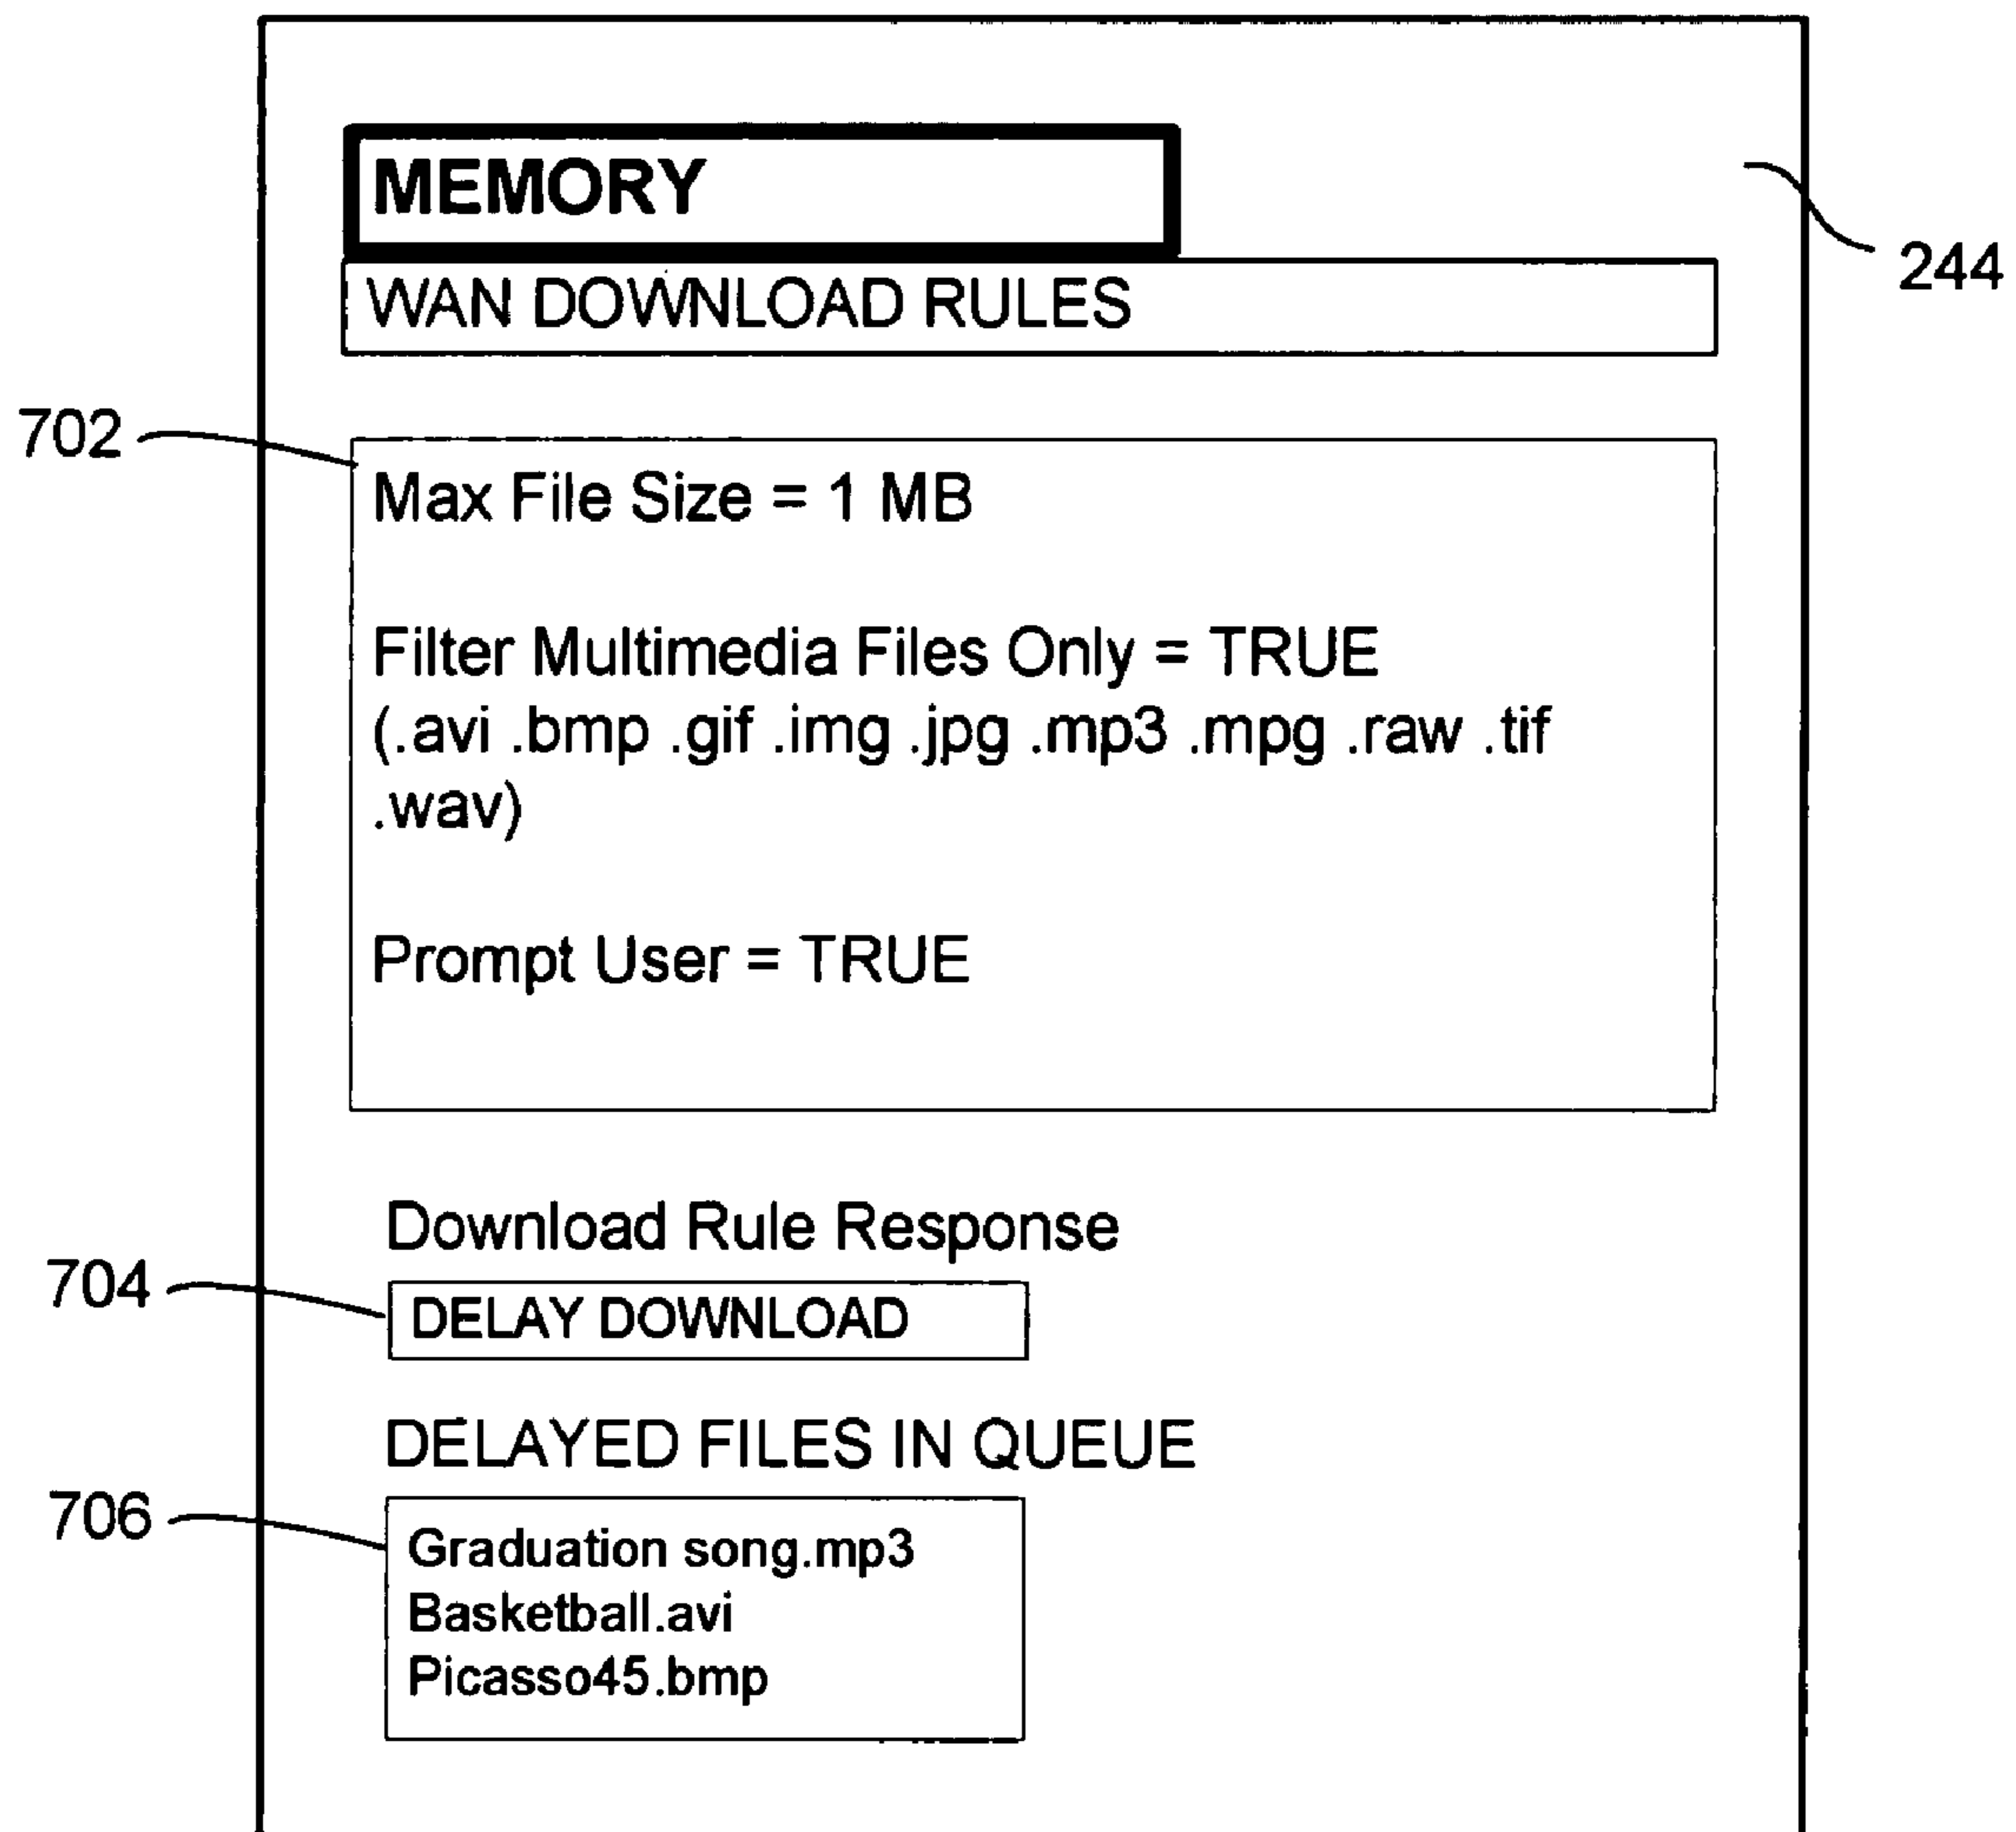 MEMORY
244
WAN DOWNLOAD RULES
702
Max File Size = 1 MB
Filter Multimedia Files Only = TRUE
(.avi .bmp .gif .img .jpg .mp3 .mpg .raw .tif
.wav)
Prompt User = TRUE
Download Rule Response
704
DELAY DOWNLOAD
DELAYED FILES IN QUEUE
706
Graduation song.mp3
Basketball.avi
Picasso45.bmp